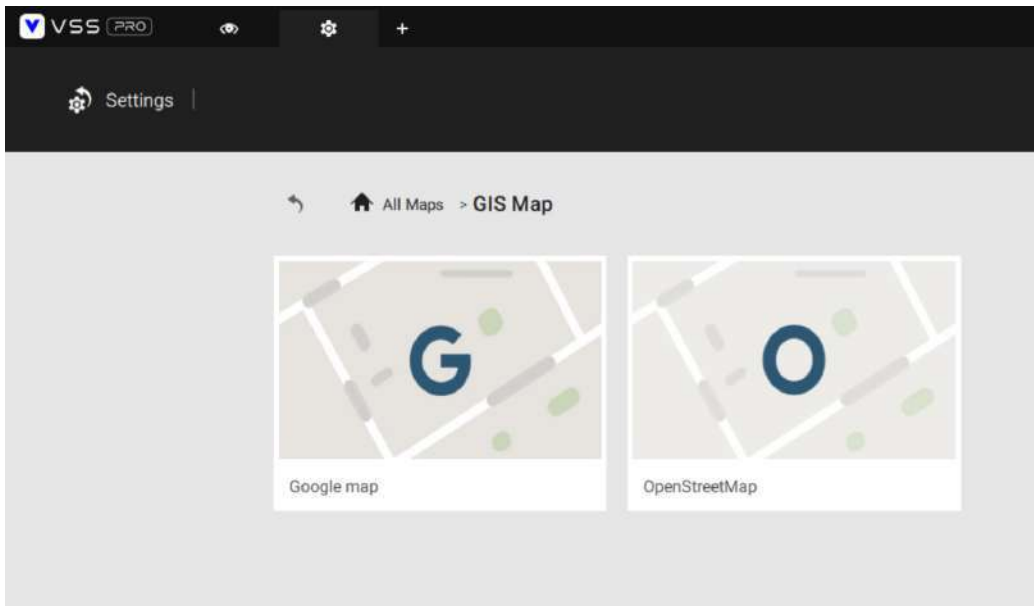 VSS PRO
+
Settings
All Maps > GIS Map
G
O
Google map
OpenStreetMap